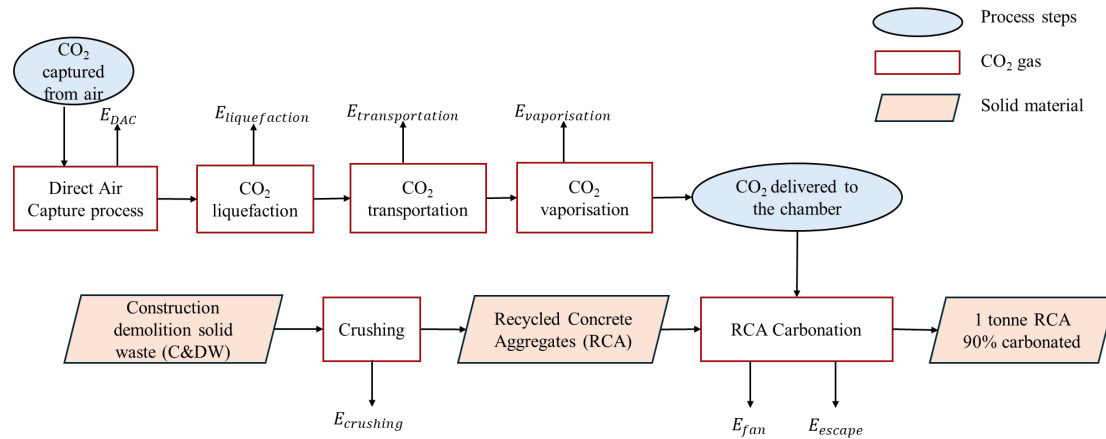 Process steps
CO₂ gas
Solid material
CO₂
captured
from air
E_DAC
E_liquefaction
E_transportation
E_vaporisation
Direct Air
Capture process
CO₂
liquefaction
CO₂
transportation
CO₂
vaporisation
CO₂ delivered to
the chamber
Construction
demolition solid
waste (C&DW)
Crushing
Recycled Concrete
Aggregates (RCA)
RCA Carbonation
1 tonne RCA
90% carbonated
E_crushing
E_fan
E_escape